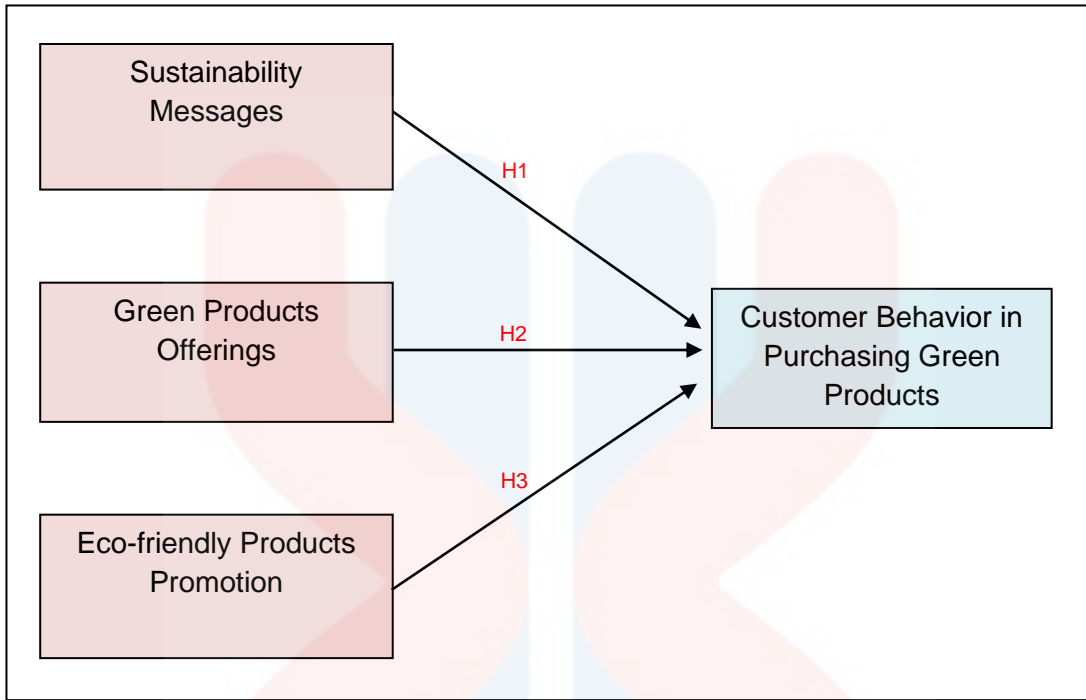 Sustainability
Messages
H1
Green Products
Offerings
H2
Customer Behavior in
Purchasing Green
Products
H3
Eco-friendly Products
Promotion